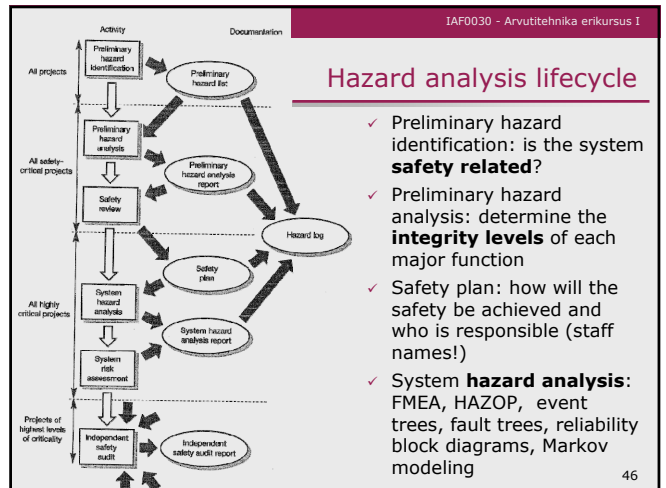 IAF0030 - Arvutitehnika erikursus I
Activity
Documentation
Preliminary
hazard
identification
All projects
Preliminary
hazard list
Preliminary
hazard
analysis
All safety-
critical projects
Preliminary
hazard analysis
report
Safety
review
Hazard log
Safety
plan
System
hazard
analysis
All highly
critical projects
System hazard
analysis report
System
risk
assessment
Projects of
highest levels
of criticality
Independent
safety
audit
Independent
safety audit report
Hazard analysis lifecycle
✓ Preliminary hazard
identification: is the system
safety related?
✓ Preliminary hazard
analysis: determine the
integrity levels of each
major function
✓ Safety plan: how will the
safety be achieved and
who is responsible (staff
names!)
✓ System hazard analysis:
FMEA, HAZOP, event
trees, fault trees, reliability
block diagrams, Markov
modeling
46